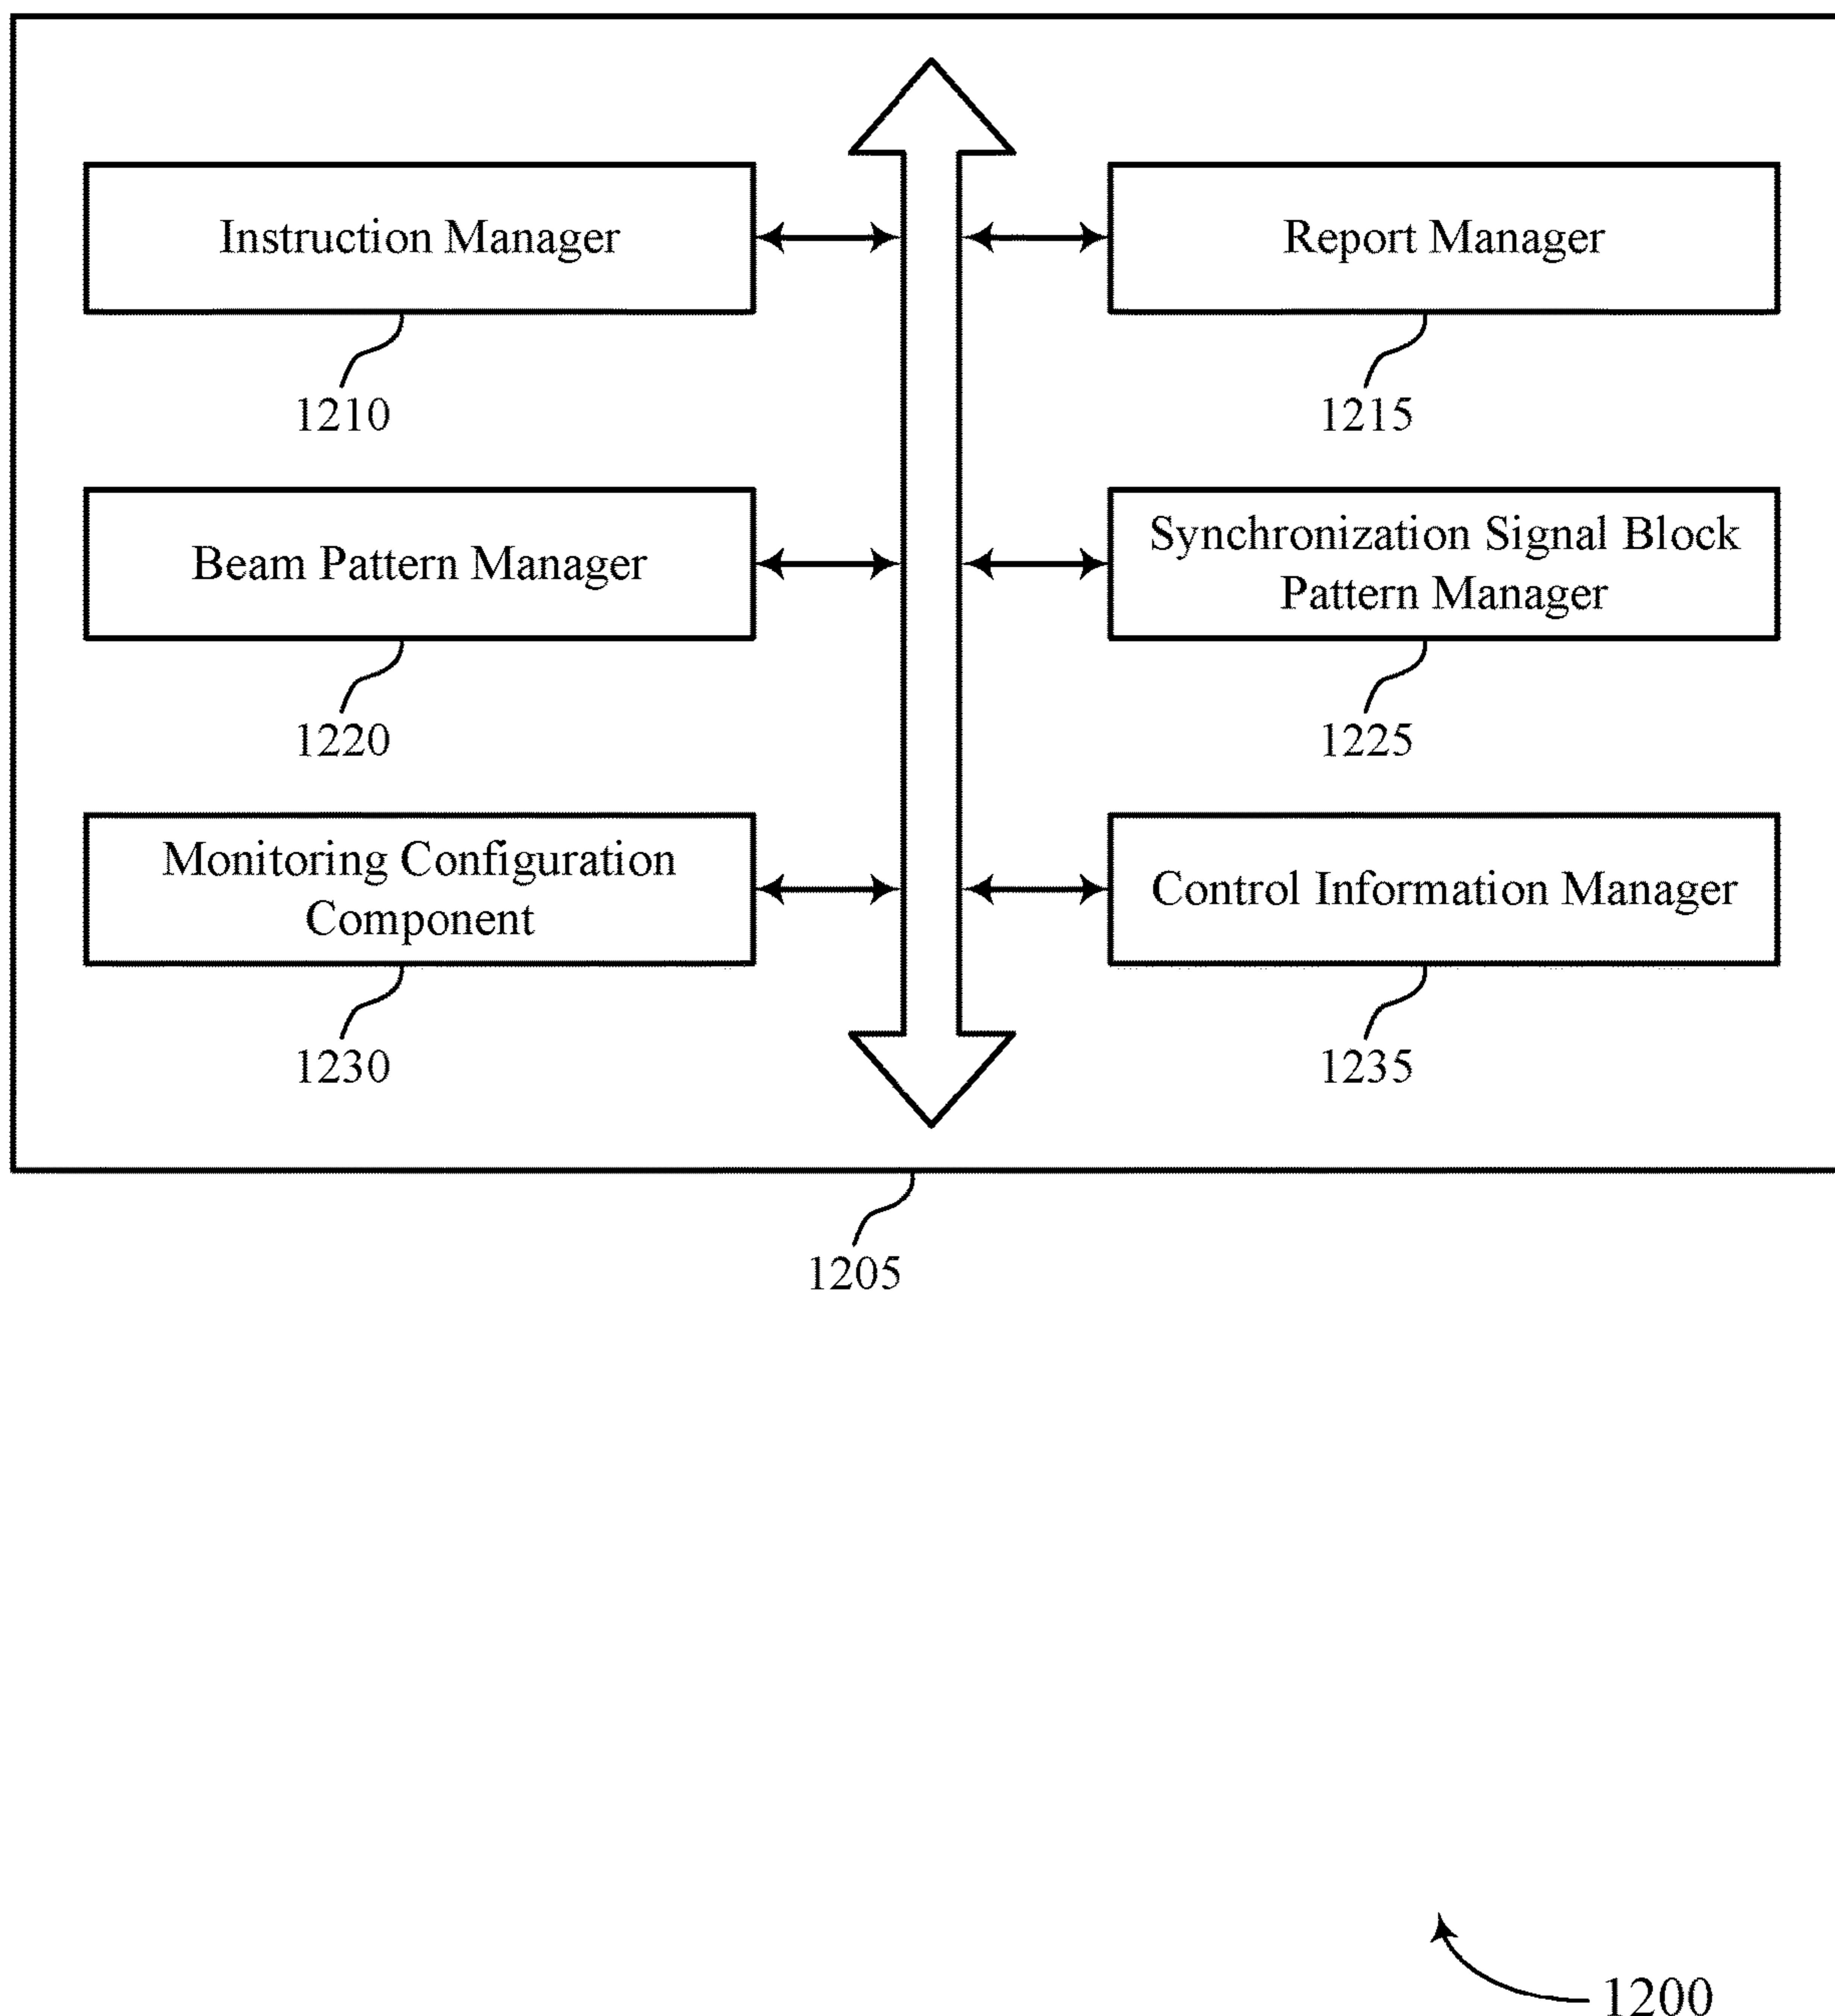 Instruction Manager
Report Manager
1210
1215
Beam Pattern Manager
Synchronization Signal Block
Pattern Manager
1220
1225
Monitoring Configuration
Component
Control Information Manager
1230
1235
1205
1200